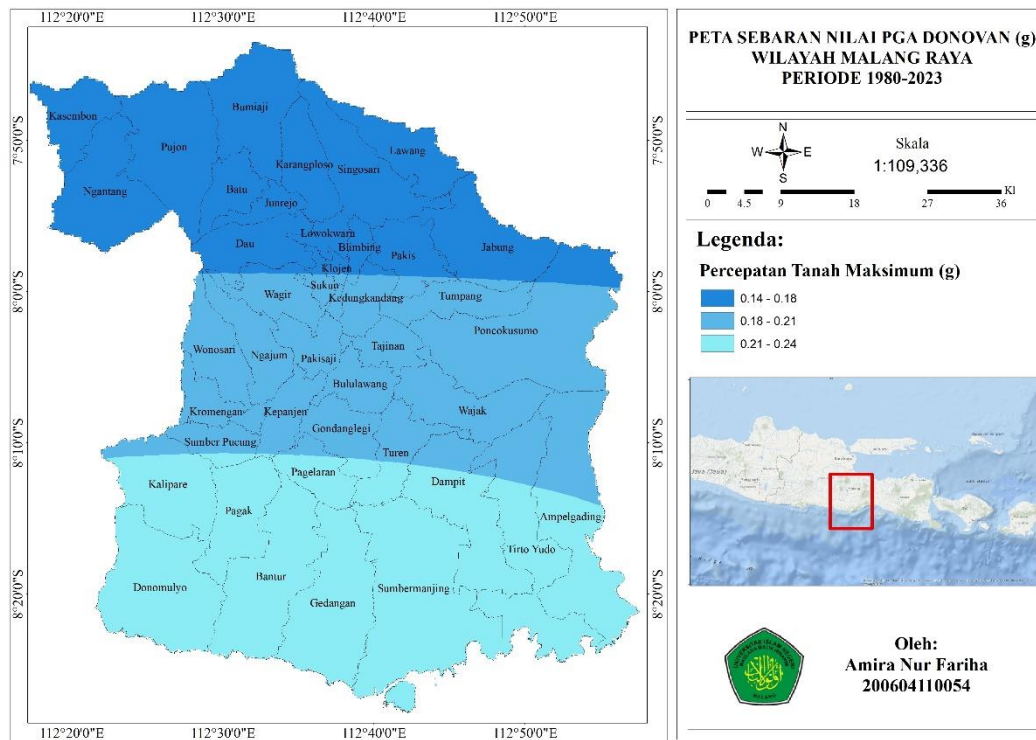 112°20'0"E 112°30'0"E 112°40'0"E 112°50'0"E
7°50'0"S
8°0'0"S
8°10'0"S
8°20'0"S
Kasembon
Bumiaji
Pujon
Lawang
Karangploso
Singosari
Ngantang
Batu
Junrejo
Lowokwaru
Dau
Blimbing
Pakis
Jabung
Klojen
Sukun
Wagir
Kedungkandang
Tumpang
Poncokusumo
Wonosari
Ngajum
Pakisaji
Tajinan
Bululawang
Kromengan
Kepanjen
Wajak
Gondanglegi
Sumber Pucung
Turen
Pagelaran
Kalipare
Dampit
Pagak
Ampelgading
Tirto Yudo
Donomulyo
Bantur
Gedangan
Sumbermanjing
7°50'0"S
8°0'0"S
8°10'0"S
8°20'0"S
112°20'0"E 112°30'0"E 112°40'0"E 112°50'0"E
PETA SEBARAN NILAI PGA DONOVAN (g)
WILAYAH MALANG RAYA
PERIODE 1980-2023
N
W E
S
Skala
1:109,336
Kl
0 4.5 9 18 27 36
Legenda:
Percepatan Tanah Maksimum (g)
0.14 - 0.18
0.18 - 0.21
0.21 - 0.24
Oleh:
Amira Nur Fariha
200604110054